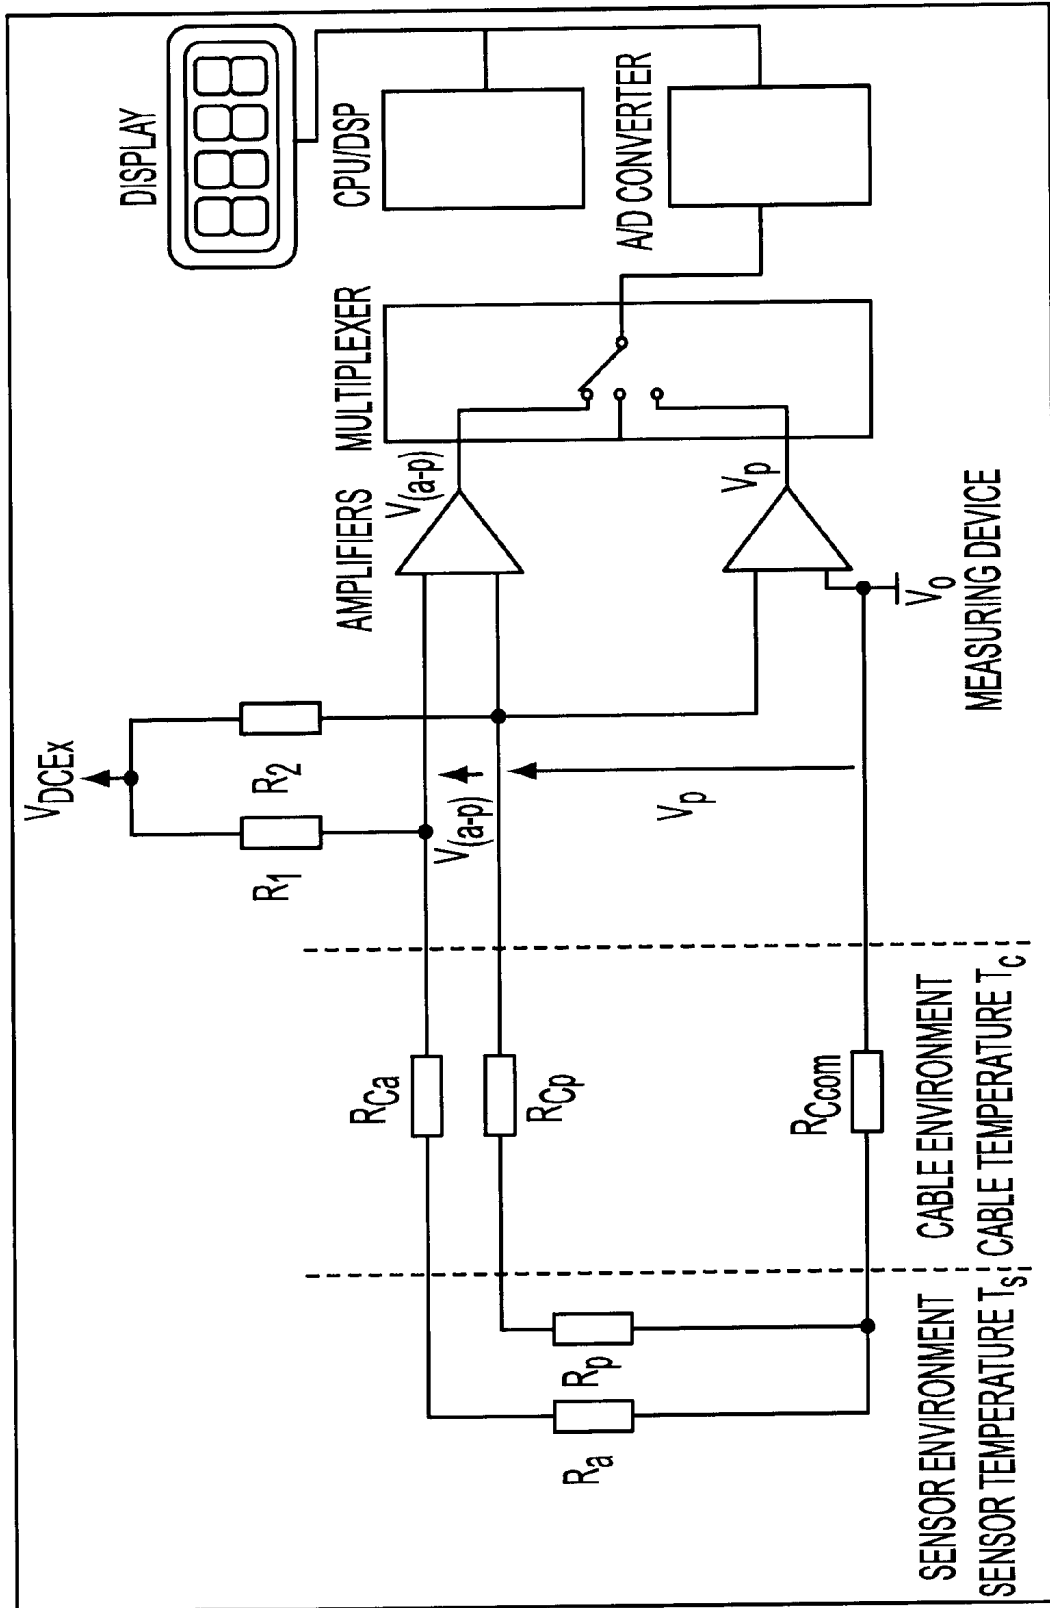 DISPLAY
CPU/DSP
A/D CONVERTER
MULTIPLEXER
AMPLIFIERS
V(a-p)
Vp
V0
MEASURING DEVICE
VDCEx
R1
R2
V(a-p)
Vp
RCa
RCp
RCcom
CABLE ENVIRONMENT
CABLE TEMPERATURE TC
Ra
Rp
SENSOR ENVIRONMENT
SENSOR TEMPERATURE TS